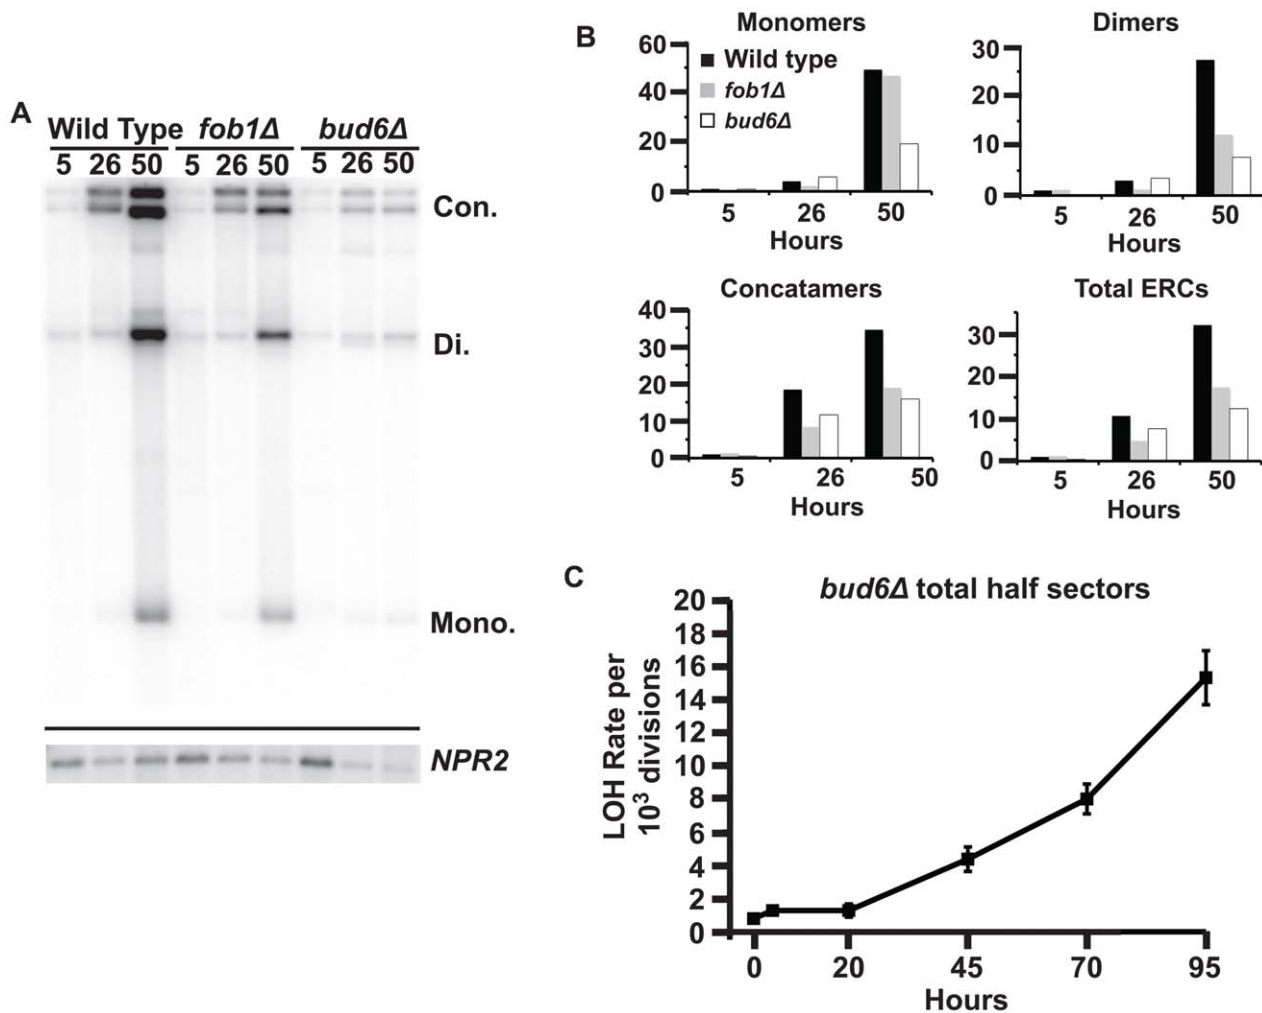 A
Wild Type fob1Δ bud6Δ
5 26 50 5 26 50 5 26 50
Con.
Di.
Mono.
NPR2
B
Monomers
60
40
20
0
Wild type
fob1Δ
bud6Δ
5 26 50
Hours
Dimers
30
20
10
0
5 26 50
Hours
Concatamers
40
30
20
10
0
5 26 50
Hours
Total ERCs
30
20
10
0
5 26 50
Hours
C
bud6Δ total half sectors
LOH Rate per
10³ divisions
20
18
16
14
12
10
8
6
4
2
0
0 20 45 70 95
Hours